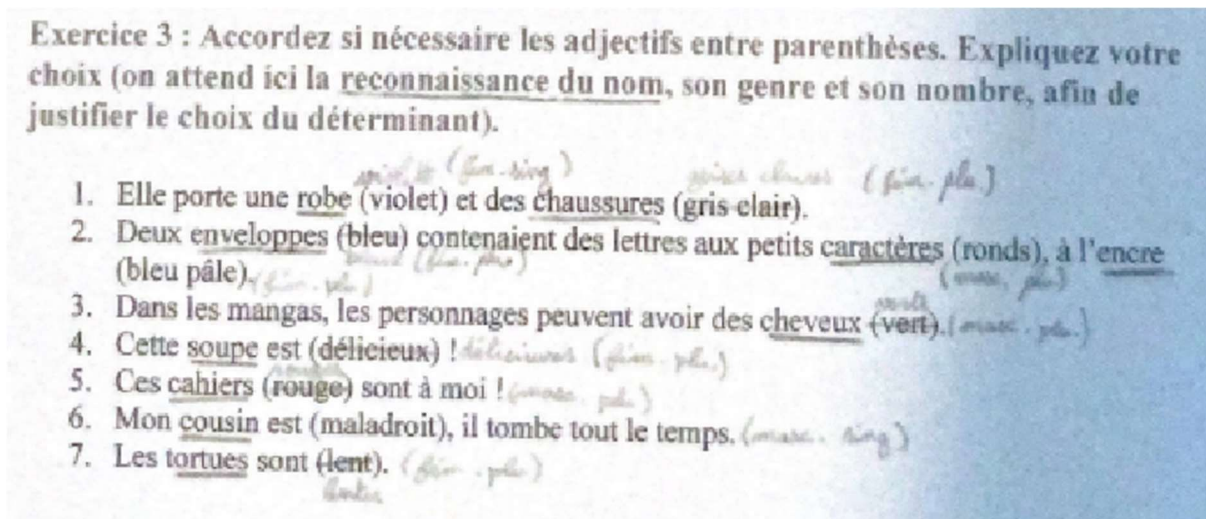 Exercice 3 : Accordez si nécessaire les adjectifs entre parenthèses. Expliquez votre
choix (on attend ici la reconnaissance du nom, son genre et son nombre, afin de
justifier le choix du déterminant).
(fém. sing) (fém. plu.)
1. Elle porte une robe (violet) et des chaussures (gris clair).
2. Deux enveloppes (bleu) contenaient des lettres aux petits caractères (ronds), à l'encre
(bleu pâle). (masc. plu)
3. Dans les mangas, les personnages peuvent avoir des cheveux (vert). (masc. plu.)
4. Cette soupe est (délicieux) ! (fém. plu.)
5. Ces cahiers (rouge) sont à moi ! (masc. plu)
6. Mon cousin est (maladroit), il tombe tout le temps. (masc. sing)
7. Les tortues sont (lent). (fém. plu)